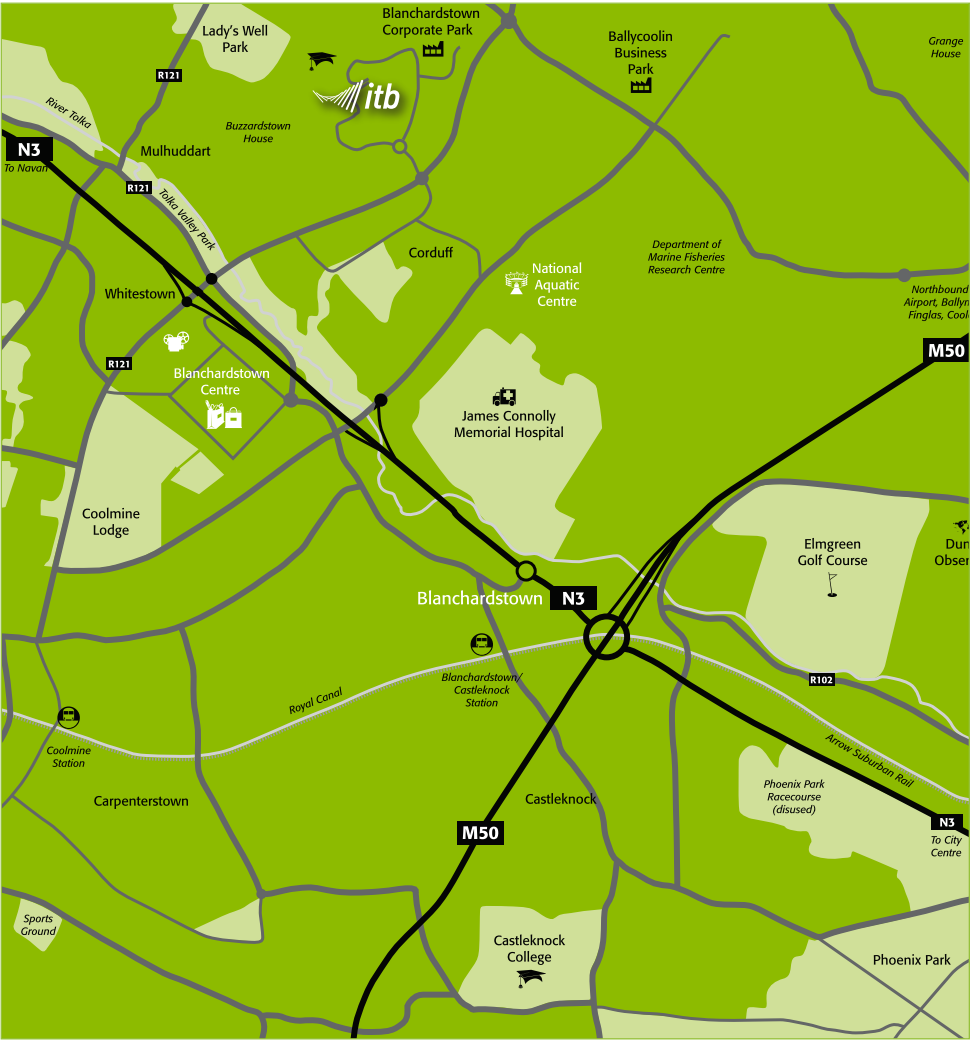 Blanchardstown
Corporate Park
Lady's Well
Park
Ballycoolin
Business
Park
Grange
House
R121
itb
River Tolka
Buzzardstown
House
N3
To Navan
Mulhuddart
R121
Tolka Valley Park
Corduff
Department of
Marine Fisheries
Research Centre
National
Aquatic
Centre
Whitestown
Northbound
Airport, Ballym
Finglas, Cool
M50
R121
Blanchardstown
Centre
James Connolly
Memorial Hospital
Coolmine
Lodge
Elmgreen
Golf Course
Dun
Obser
Blanchardstown
N3
Blanchardstown/
Castleknock
Station
R102
Royal Canal
Coolmine
Station
Arrow Suburban Rail
Carpenterstown
Castleknock
Phoenix Park
Racecourse
(disused)
M50
N3
To City
Centre
Sports
Ground
Castleknock
College
Phoenix Park